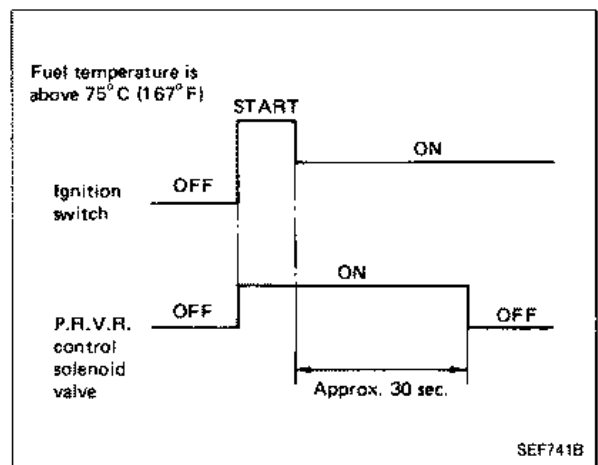 Fuel temperature is
above 75°C (167°F)
START
ON
OFF
Ignition
switch
ON
OFF
OFF
P.R.V.R.
control
solenoid
valve
Approx. 30 sec.
SEF741B